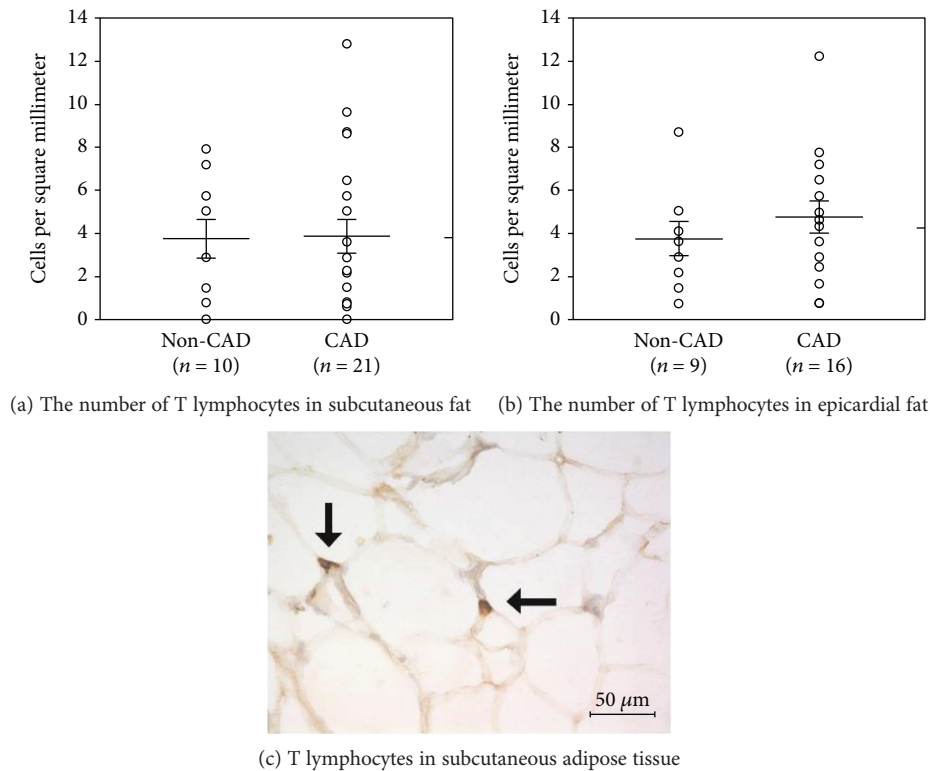 14
12
10
8
6
4
2
0
Cells per square millimeter
Non-CAD
(n = 10)
CAD
(n = 21)
(a) The number of T lymphocytes in subcutaneous fat
14
12
10
8
6
4
2
0
Cells per square millimeter
Non-CAD
(n = 9)
CAD
(n = 16)
(b) The number of T lymphocytes in epicardial fat
50 μm
(c) T lymphocytes in subcutaneous adipose tissue